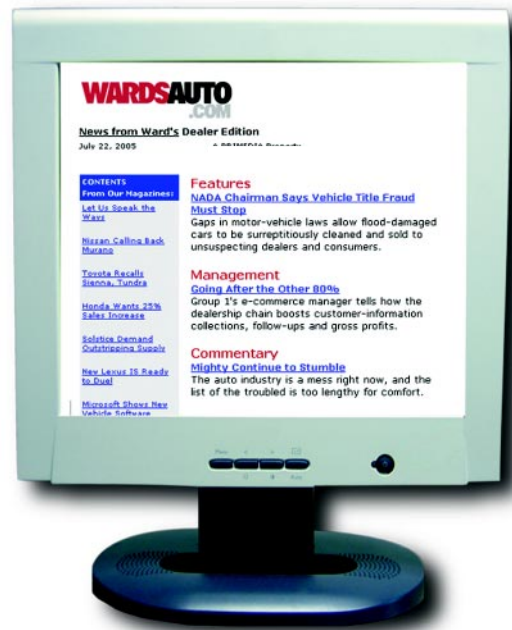 WARDSAUTO
.COM
News from Ward's Dealer Edition
July 22, 2005
A PRIMEDIA Property
CONTENTS
From Our Magazines:
Let Us Speak the
Ways
Nissan Calling Back
Murano
Toyota Recalls
Sienna, Tundra
Honda Wants 25%
Sales Increase
Solstice Demand
Outstripping Supply
New Lexus IS Ready
to Duel
Microsoft Shows New
Vehicle Software
Features
NADA Chairman Says Vehicle Title Fraud
Must Stop
Gaps in motor-vehicle laws allow flood-damaged
cars to be surreptitiously cleaned and sold to
unsuspecting dealers and consumers.
Management
Going After the Other 80%
Group 1's e-commerce manager tells how the
dealership chain boosts customer-information
collections, follow-ups and gross profits.
Commentary
Mighty Continue to Stumble
The auto industry is a mess right now, and the
list of the troubled is too lengthy for comfort.
Menu
Auto